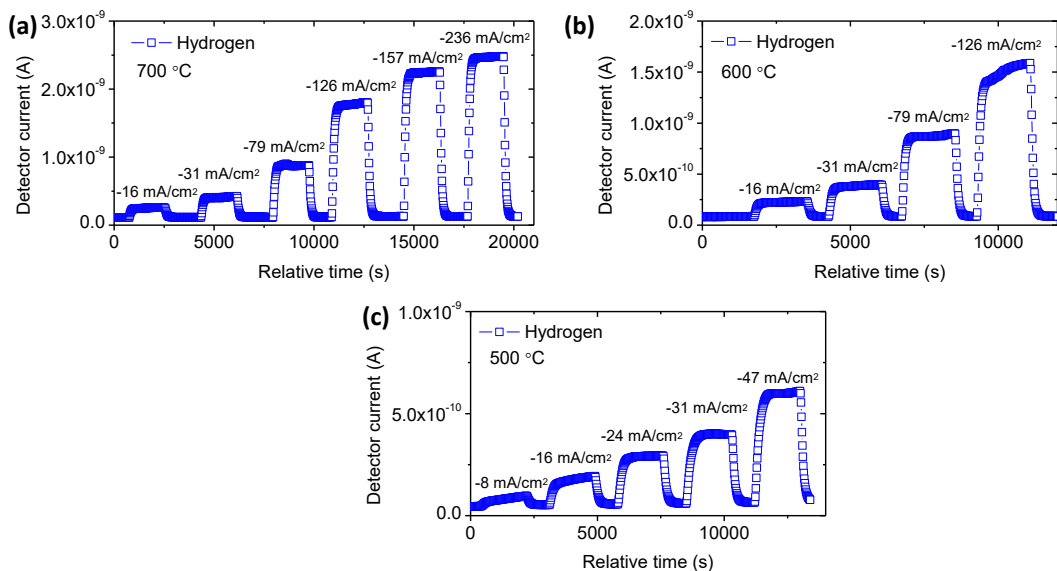 (a)
3.0x10-9
2.0x10-9
1.0x10-9
0.0
Detector current (A)
Hydrogen
700 °C
-16 mA/cm2
-31 mA/cm2
-79 mA/cm2
-126 mA/cm2
-157 mA/cm2
-236 mA/cm2
0 5000 10000 15000 20000
Relative time (s)
(b)
2.0x10-9
1.5x10-9
1.0x10-9
5.0x10-10
0.0
Detector current (A)
Hydrogen
600 °C
-16 mA/cm2
-31 mA/cm2
-79 mA/cm2
-126 mA/cm2
0 5000 10000
Relative time (s)
(c)
1.0x10-9
5.0x10-10
0.0
Detector current (A)
Hydrogen
500 °C
-8 mA/cm2
-16 mA/cm2
-24 mA/cm2
-31 mA/cm2
-47 mA/cm2
0 5000 10000
Relative time (s)